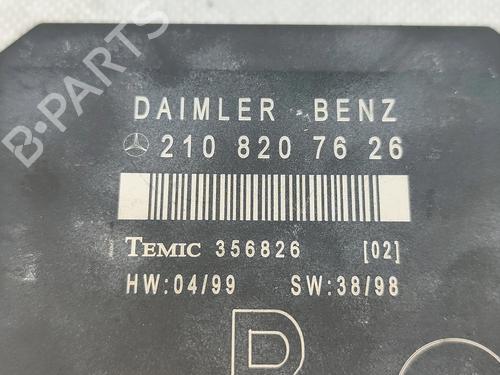 DAIMLER - BENZ
210 820 76 26
TEMIC 356826 [02]
HW:04/99 SW:38/98
B-PARTS